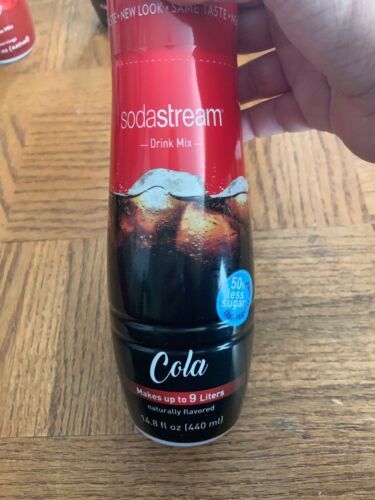 • NEW LOOK • SAME TASTE •
sodastream
— Drink Mix —
50%
less
sugar
Cola
Makes up to 9 Liters
naturally flavored
14.8 fl oz (440 ml)